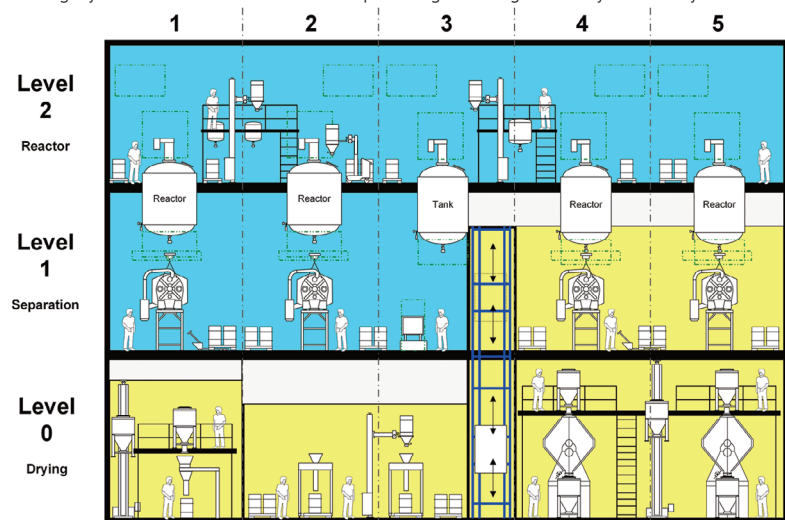 1 2 3 4 5
Level
2
Reactor
Reactor
Reactor
Tank
Reactor
Reactor
Level
1
Separation
Level
0
Drying